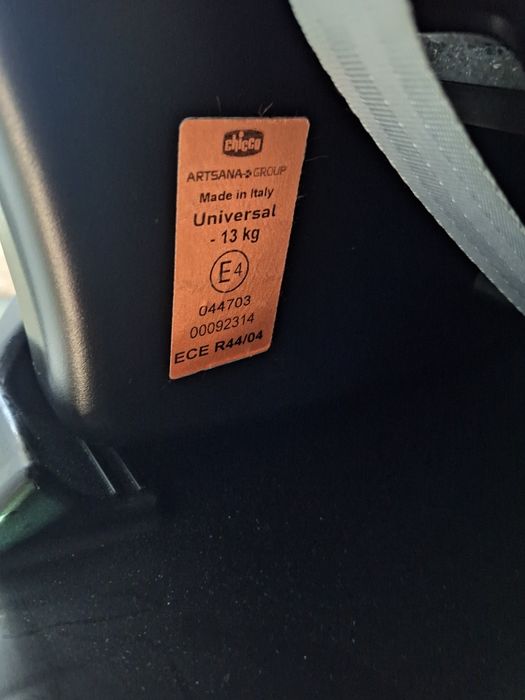 chicco
ARTSANA GROUP
Made in Italy
Universal
- 13 kg
E4
044703
00092314
ECE R44/04